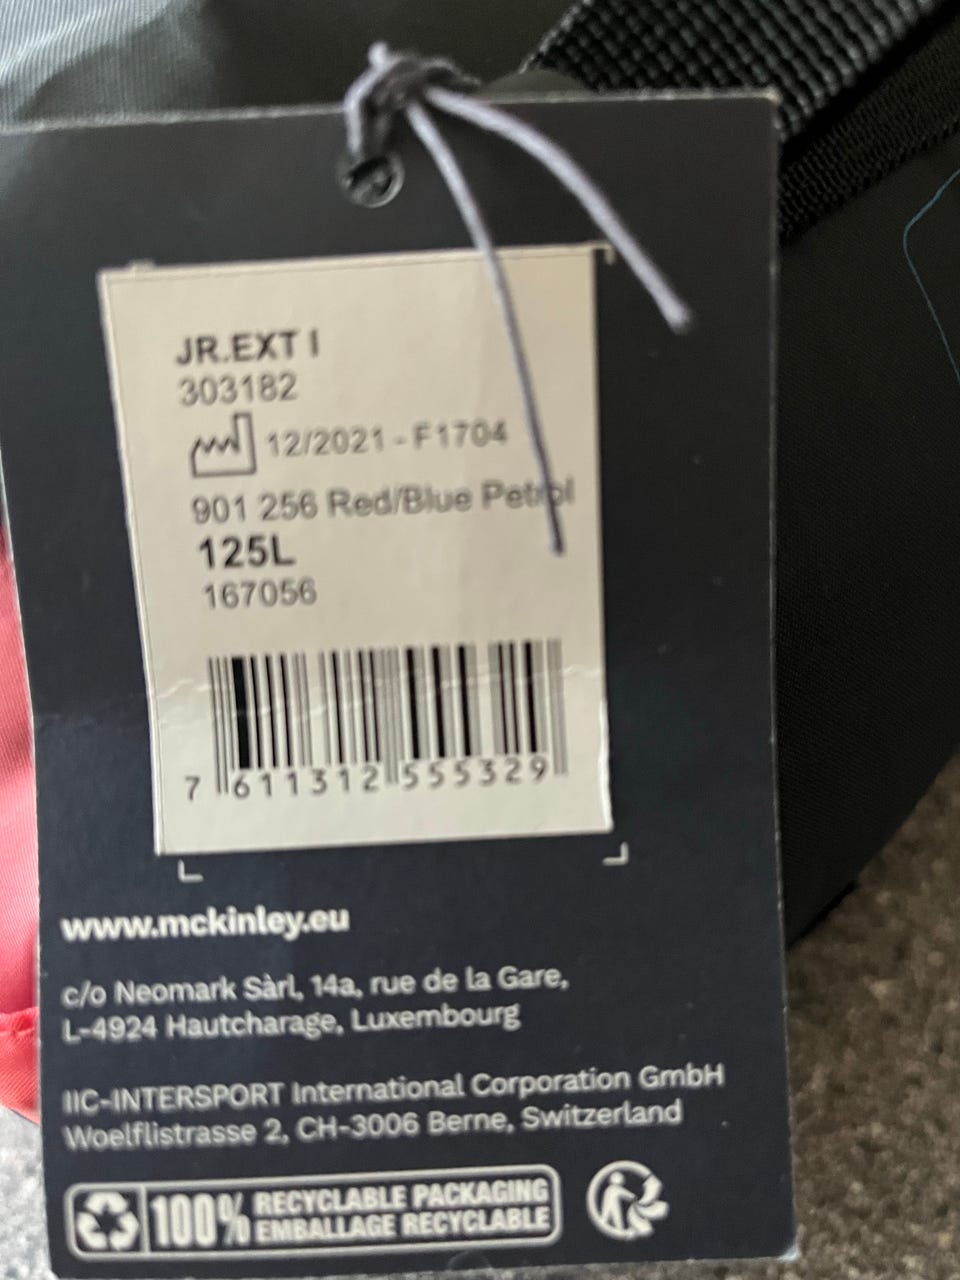 JR.EXT I
303182
12/2021 - F1704
901 256 Red/Blue Petrol
125L
167056
7 611312 555329
www.mckinley.eu
c/o Neomark Sàrl, 14a, rue de la Gare,
L-4924 Hautcharage, Luxembourg
IIC-INTERSPORT International Corporation GmbH
Woelflistrasse 2, CH-3006 Berne, Switzerland
100% RECYCLABLE PACKAGING
EMBALLAGE RECYCLABLE